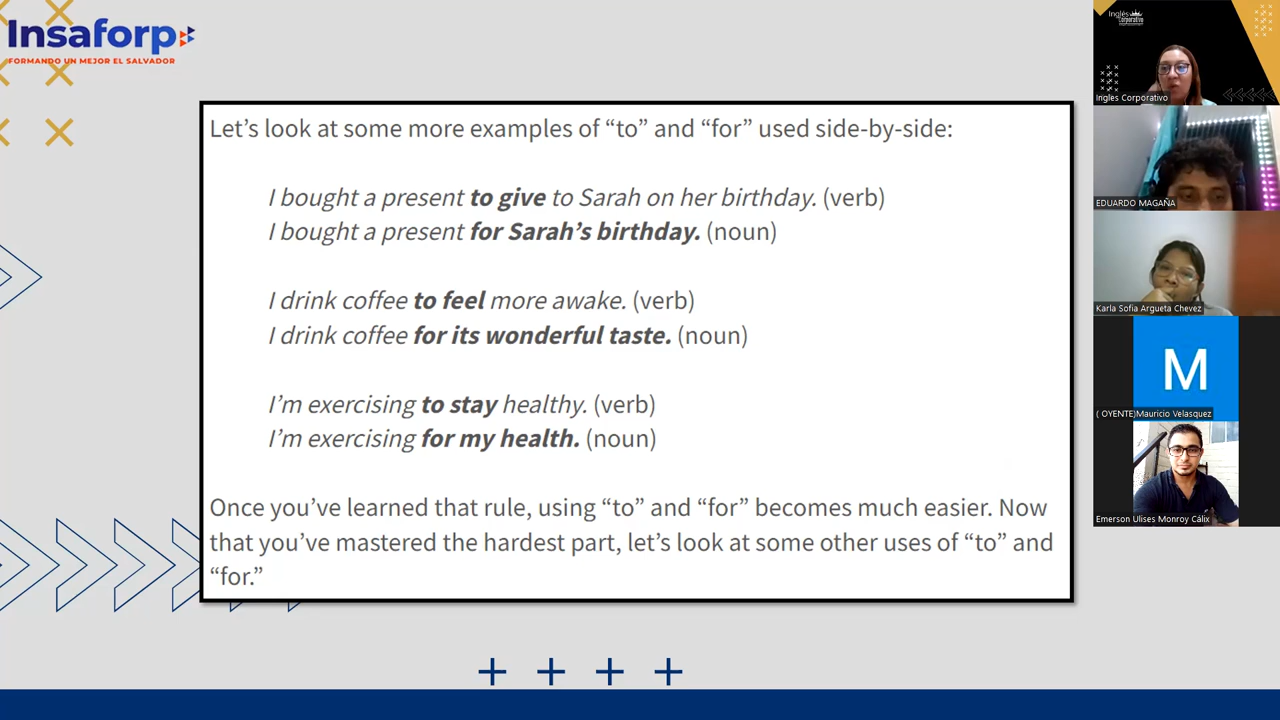 Insaforp
FORMANDO UN MEJOR EL SALVADOR
Let's look at some more examples of “to” and “for” used side-by-side:
I bought a present to give to Sarah on her birthday. (verb)
I bought a present for Sarah's birthday. (noun)
I drink coffee to feel more awake. (verb)
I drink coffee for its wonderful taste. (noun)
I'm exercising to stay healthy. (verb)
I'm exercising for my health. (noun)
Once you've learned that rule, using “to” and “for” becomes much easier. Now
that you've mastered the hardest part, let's look at some other uses of “to” and
“for.”
Inglés
Corporativo
Ingles Corporativo
EDUARDO MAGAÑA
Karla Sofia Argueta Chevez
M
( OYENTE)Mauricio Velasquez
Emerson Ulises Monroy Cálix